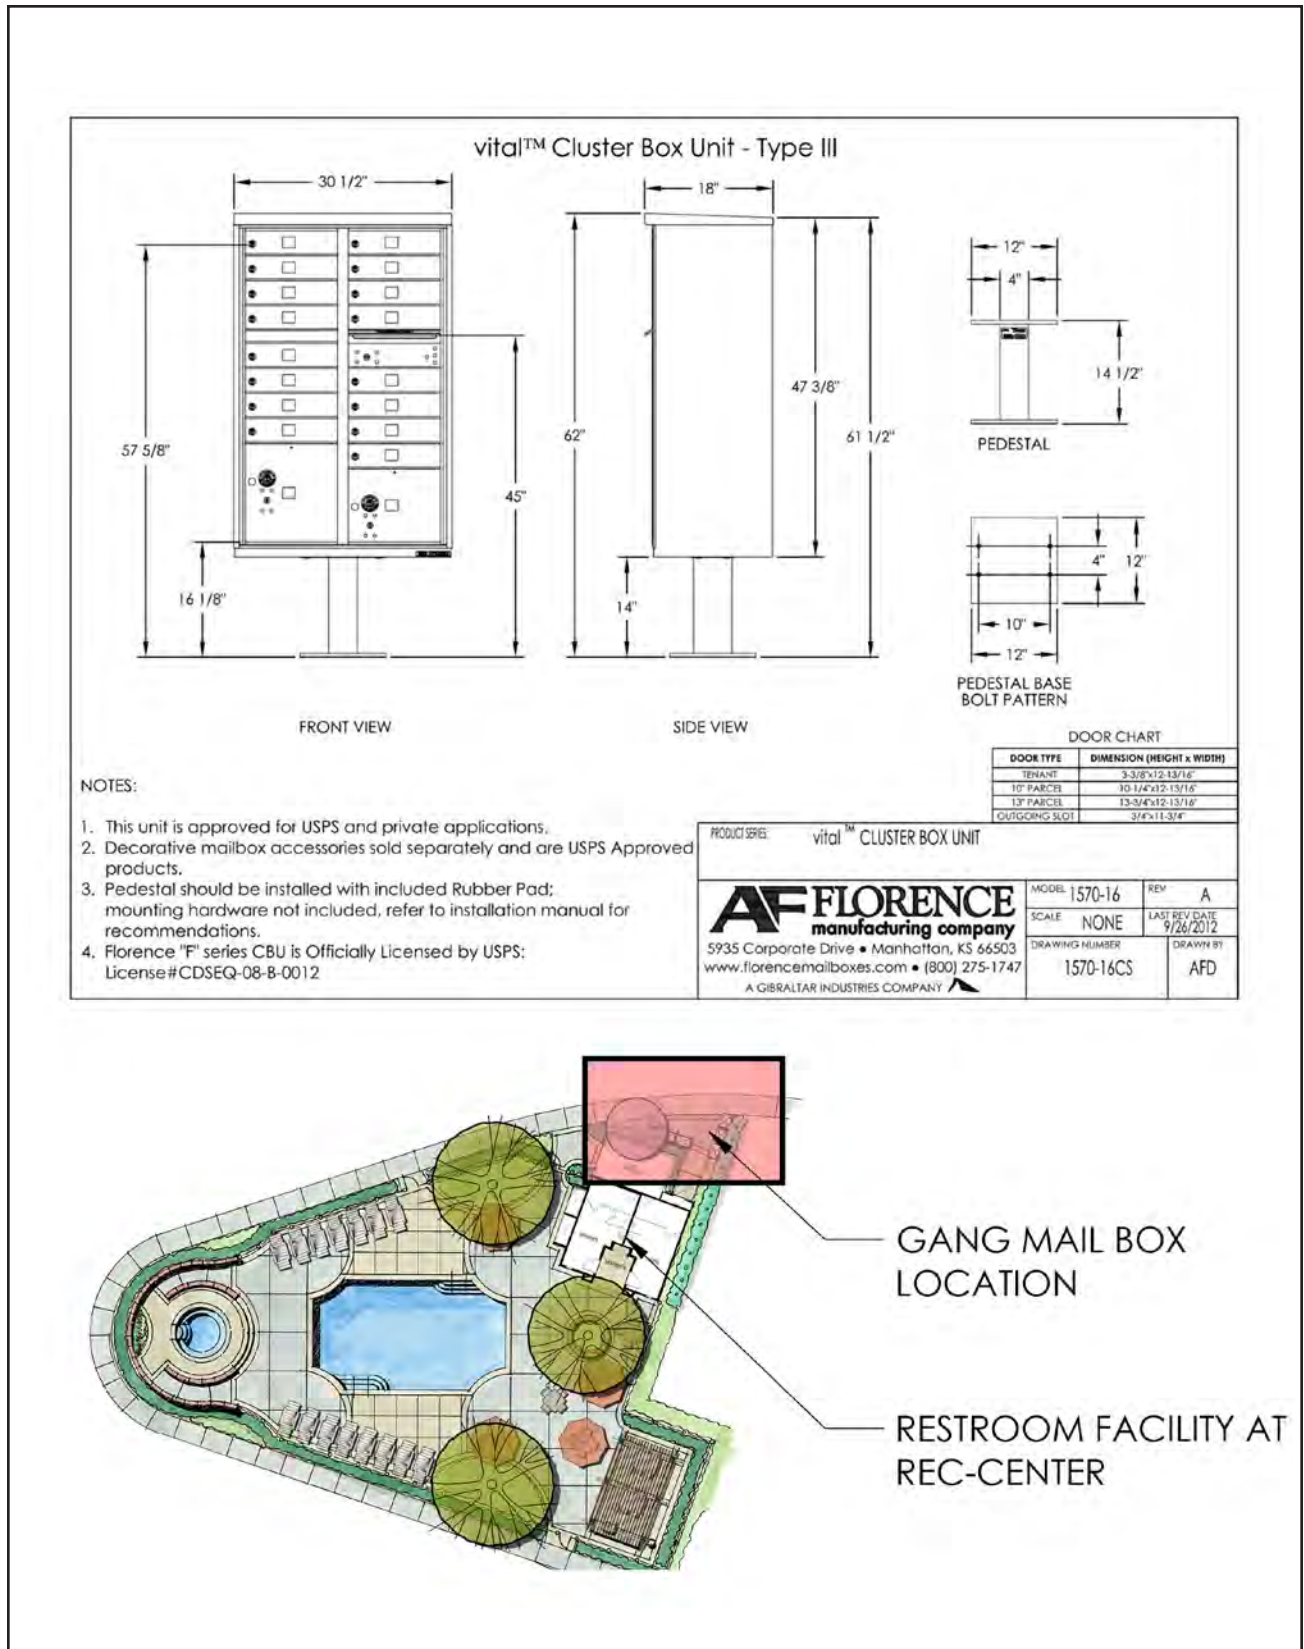 vital™ Cluster Box Unit - Type III
30 1/2"
18"
12"
4"
14 1/2"
PEDESTAL
57 5/8"
45"
16 1/8"
62"
47 3/8"
61 1/2"
14"
4"
12"
10"
12"
PEDESTAL BASE
BOLT PATTERN
FRONT VIEW
SIDE VIEW
DOOR CHART
DOOR TYPE DIMENSION (HEIGHT x WIDTH)
TENANT 3-3/8"x12-13/16"
10" PARCEL 10-1/4"x12-13/16"
13" PARCEL 13-3/4"x12-13/16"
OUTGOING SLOT 3/4"x11-3/4"
NOTES:
1. This unit is approved for USPS and private applications.
2. Decorative mailbox accessories sold separately and are USPS Approved
products.
3. Pedestal should be installed with included Rubber Pad;
mounting hardware not included, refer to installation manual for
recommendations.
4. Florence "F" series CBU is Officially Licensed by USPS:
License#CDSEQ-08-B-0012
PRODUCT SERIES: vital™ CLUSTER BOX UNIT
AF FLORENCE
manufacturing company
5935 Corporate Drive • Manhattan, KS 66503
www.florencemailboxes.com • (800) 275-1747
A GIBRALTAR INDUSTRIES COMPANY
MODEL 1570-16
REV A
SCALE NONE
LAST REV DATE
9/26/2012
DRAWING NUMBER
1570-16CS
DRAWN BY
AFD
GANG MAIL BOX
LOCATION
RESTROOM FACILITY AT
REC-CENTER